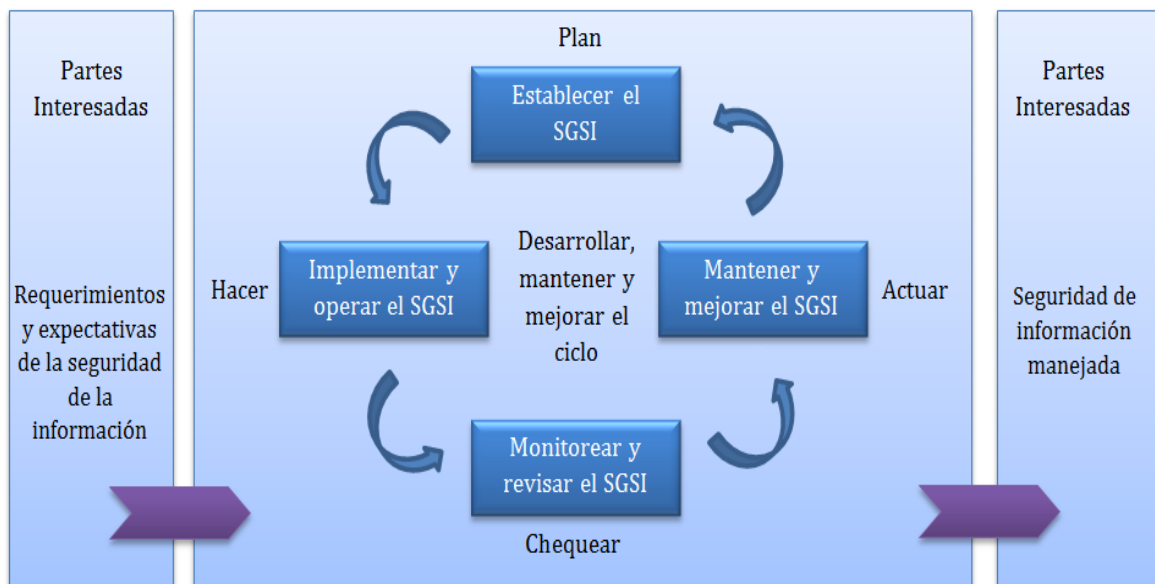 Partes
Interesadas
Requerimientos
y expectativas
de la seguridad
de la
información
Plan
Establecer el
SGSI
Hacer
Implementar y
operar el SGSI
Desarrollar,
mantener y
mejorar el
ciclo
Mantener y
mejorar el SGSI
Actuar
Monitorear y
revisar el SGSI
Chequear
Partes
Interesadas
Seguridad de
información
manejada